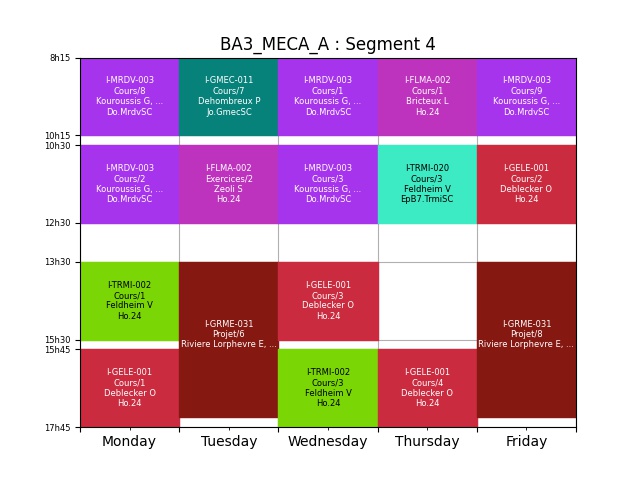 BA3_MECA_A : Segment 4
8h15
I-MRDV-003
Cours/8
Kouroussis G, ...
Do.MrdvSC
I-GMEC-011
Cours/7
Dehombreux P
Jo.GmecSC
I-MRDV-003
Cours/1
Kouroussis G, ...
Do.MrdvSC
I-FLMA-002
Cours/1
Bricteux L
Ho.24
I-MRDV-003
Cours/9
Kouroussis G, ...
Do.MrdvSC
10h15
10h30
I-MRDV-003
Cours/2
Kouroussis G, ...
Do.MrdvSC
I-FLMA-002
Exercices/2
Zeoli S
Ho.24
I-MRDV-003
Cours/3
Kouroussis G, ...
Do.MrdvSC
I-TRMI-020
Cours/3
Feldheim V
EpB7.TrmiSC
I-GELE-001
Cours/2
Deblecker O
Ho.24
12h30
13h30
I-TRMI-002
Cours/1
Feldheim V
Ho.24
I-GRME-031
Projet/6
Riviere Lorphevre E, ...
I-GELE-001
Cours/3
Deblecker O
Ho.24
I-GRME-031
Projet/8
Riviere Lorphevre E, ...
15h30
15h45
I-GELE-001
Cours/1
Deblecker O
Ho.24
I-TRMI-002
Cours/3
Feldheim V
Ho.24
I-GELE-001
Cours/4
Deblecker O
Ho.24
17h45
Monday
Tuesday
Wednesday
Thursday
Friday